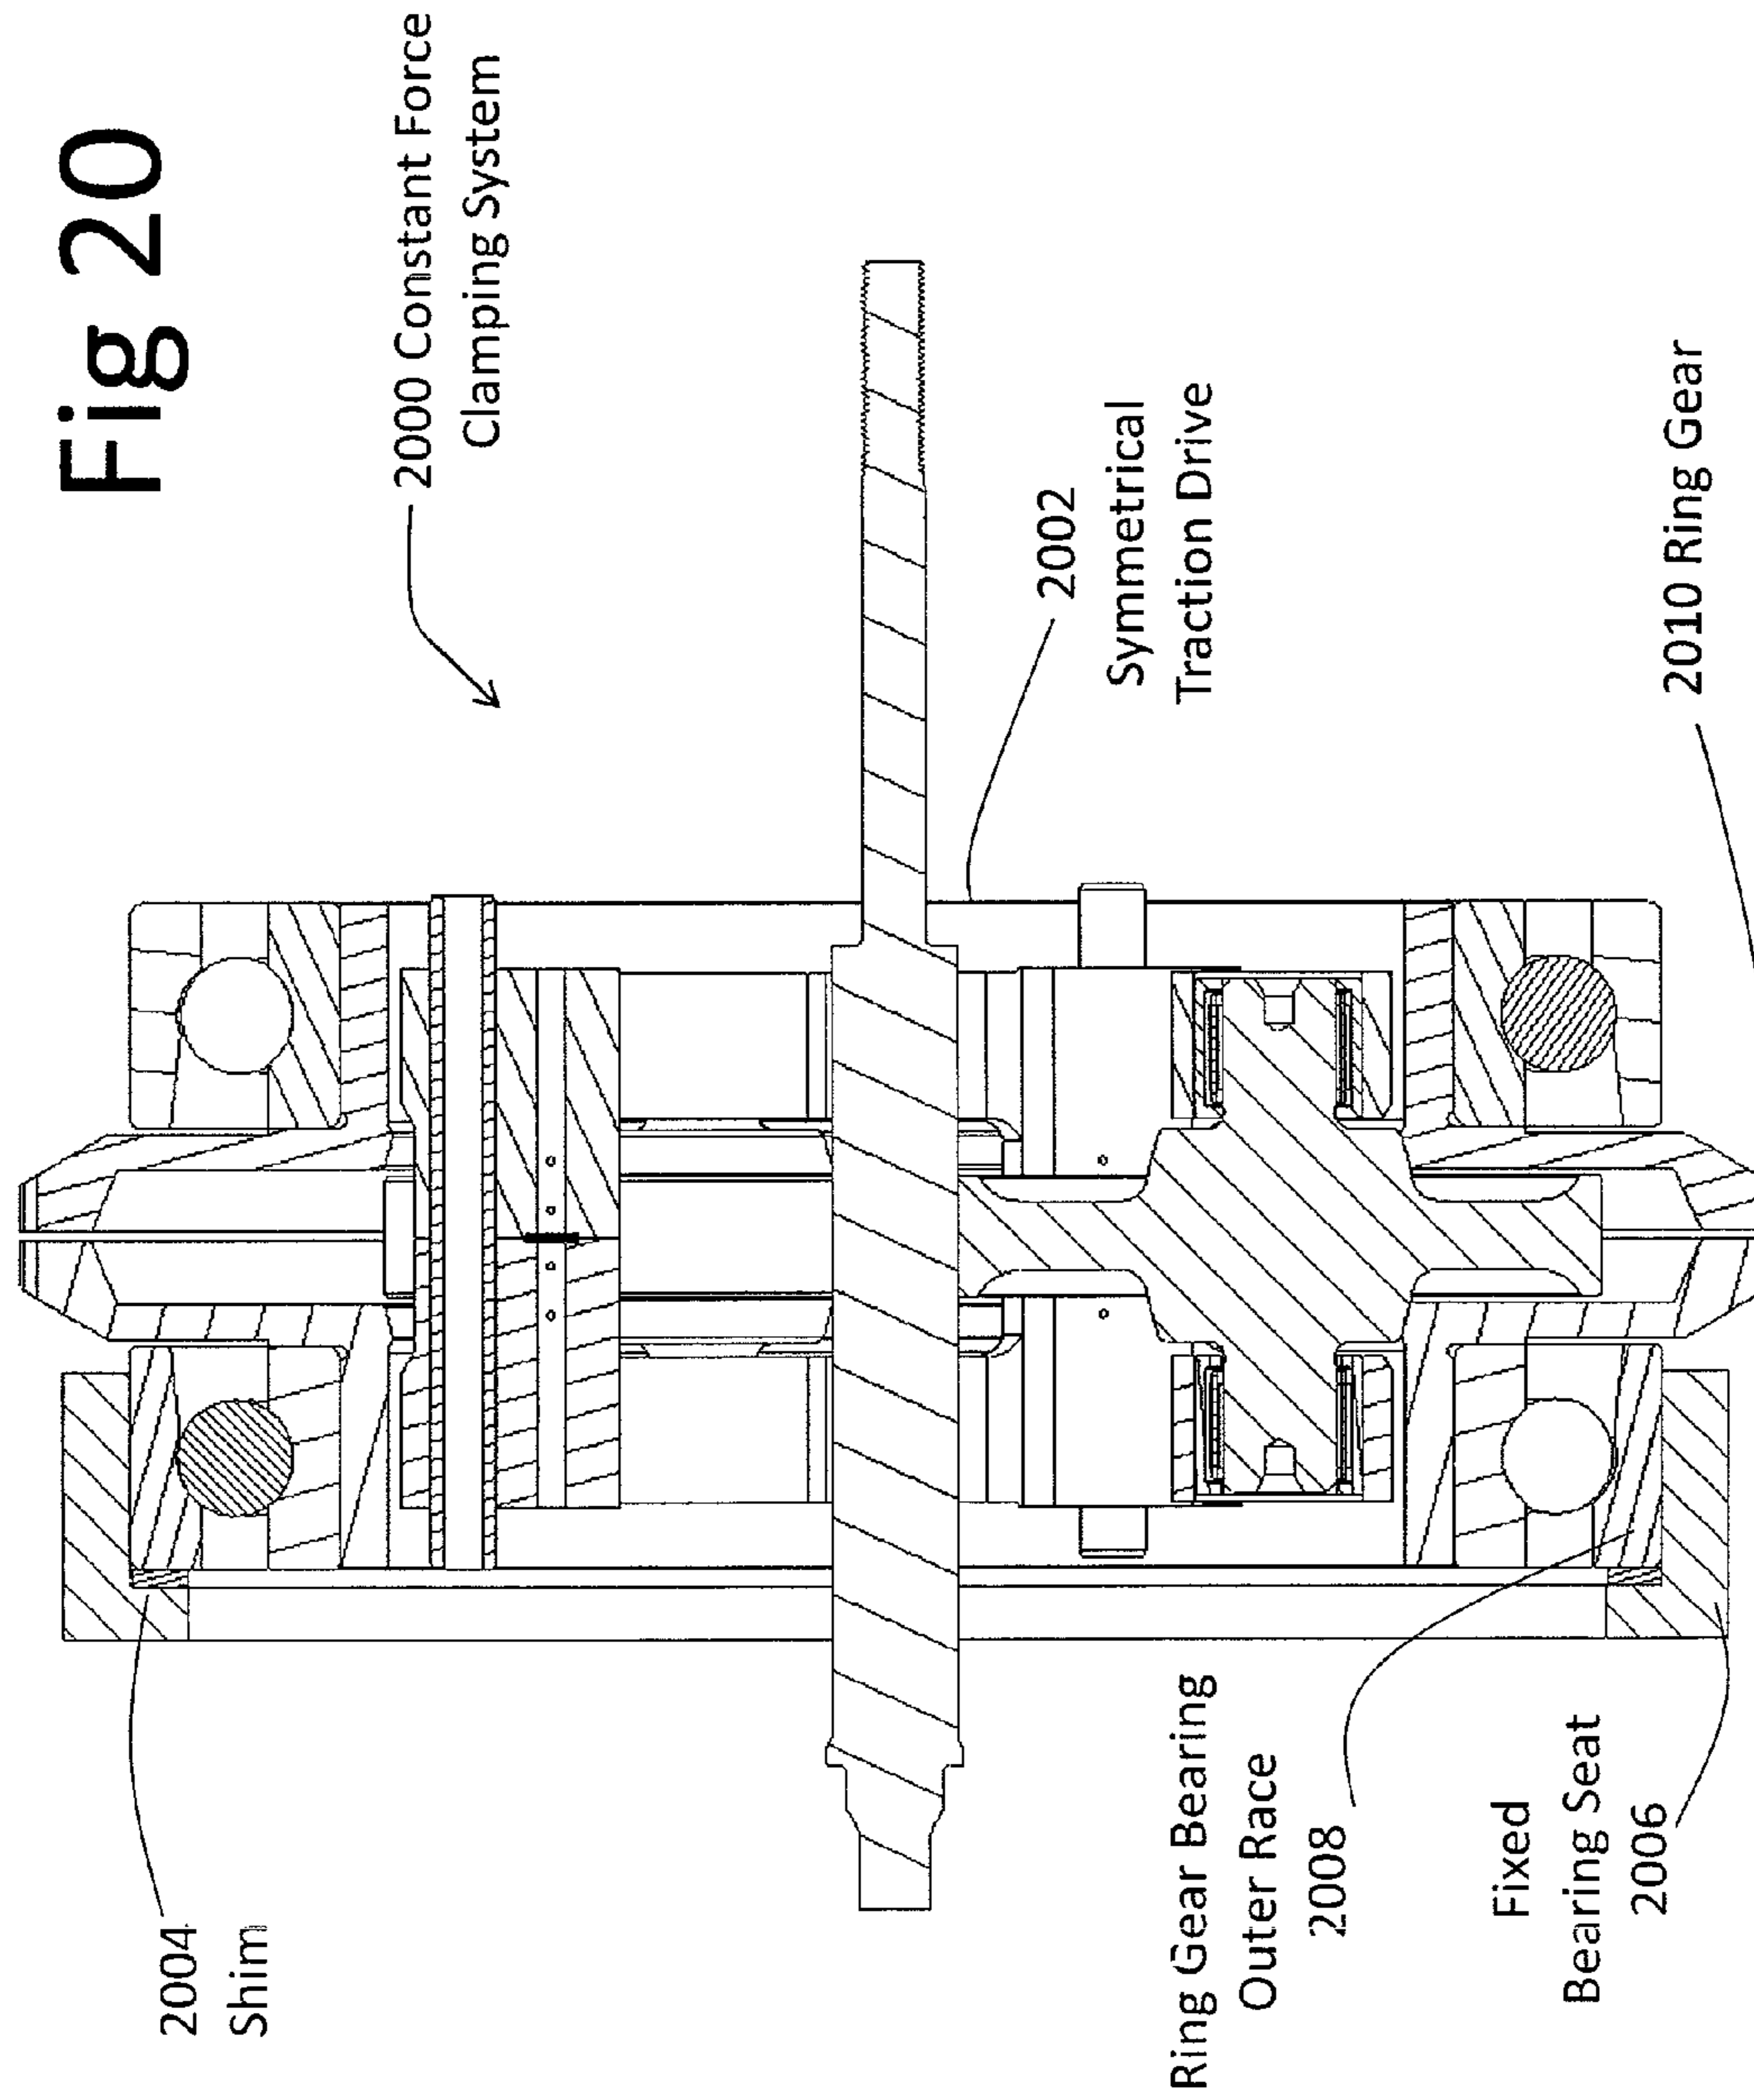 Fig 20
2000 Constant Force
Clamping System
2002
Symmetrical
Traction Drive
2010 Ring Gear
2004
Shim
Ring Gear Bearing
Outer Race
2008
Fixed
Bearing Seat
2006